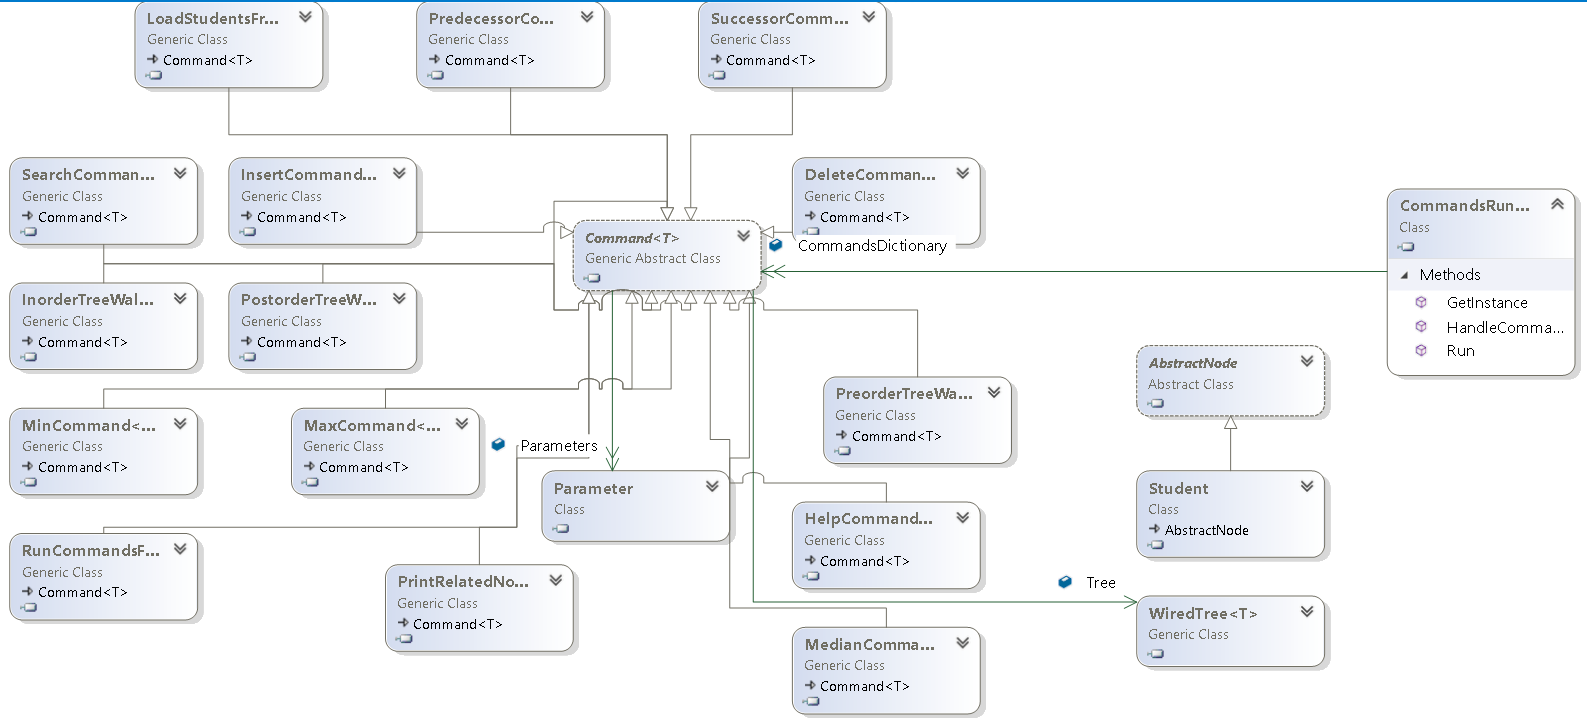 LoadStudentsFr...
Generic Class
Command<T>
PredecessorCo...
Generic Class
Command<T>
SuccessorComm...
Generic Class
Command<T>
SearchComman...
Generic Class
Command<T>
InsertCommand...
Generic Class
Command<T>
DeleteComman...
Generic Class
Command<T>
CommandsDictionary
Command<T>
Generic Abstract Class
CommandsRun...
Class
Methods
GetInstance
HandleComma...
Run
InorderTreeWal...
Generic Class
Command<T>
PostorderTreeW...
Generic Class
Command<T>
AbstractNode
Abstract Class
PreorderTreeWa...
Generic Class
Command<T>
MinCommand<...
Generic Class
Command<T>
MaxCommand<...
Generic Class
Command<T>
Parameters
Parameter
Class
Student
Class
AbstractNode
HelpCommand...
Generic Class
Command<T>
RunCommandsF...
Generic Class
Command<T>
PrintRelatedNo...
Generic Class
Command<T>
Tree
WiredTree<T>
Generic Class
MedianComma...
Generic Class
Command<T>